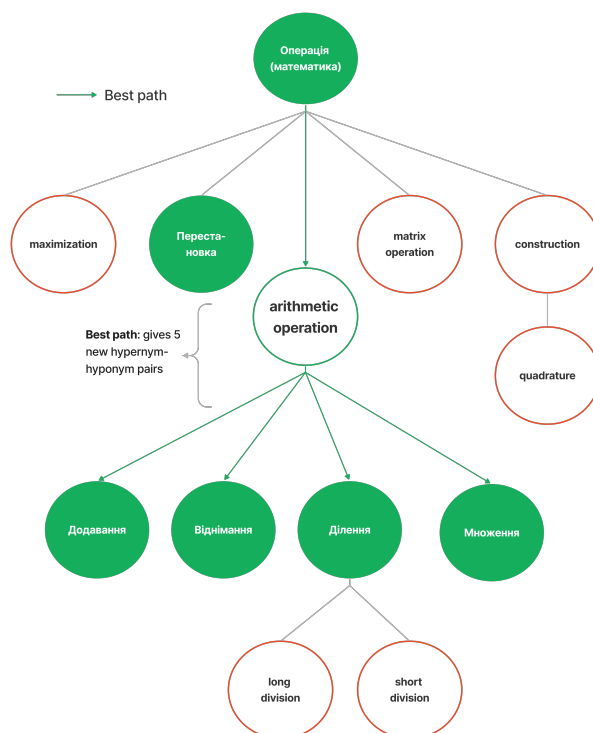 Операція
(математика)
Best path
maximization
Переста-
новка
matrix
operation
construction
arithmetic
operation
Best path: gives 5
new hypernym-
hyponym pairs
quadrature
Додавання
Віднімання
Ділення
Множення
long
division
short
division